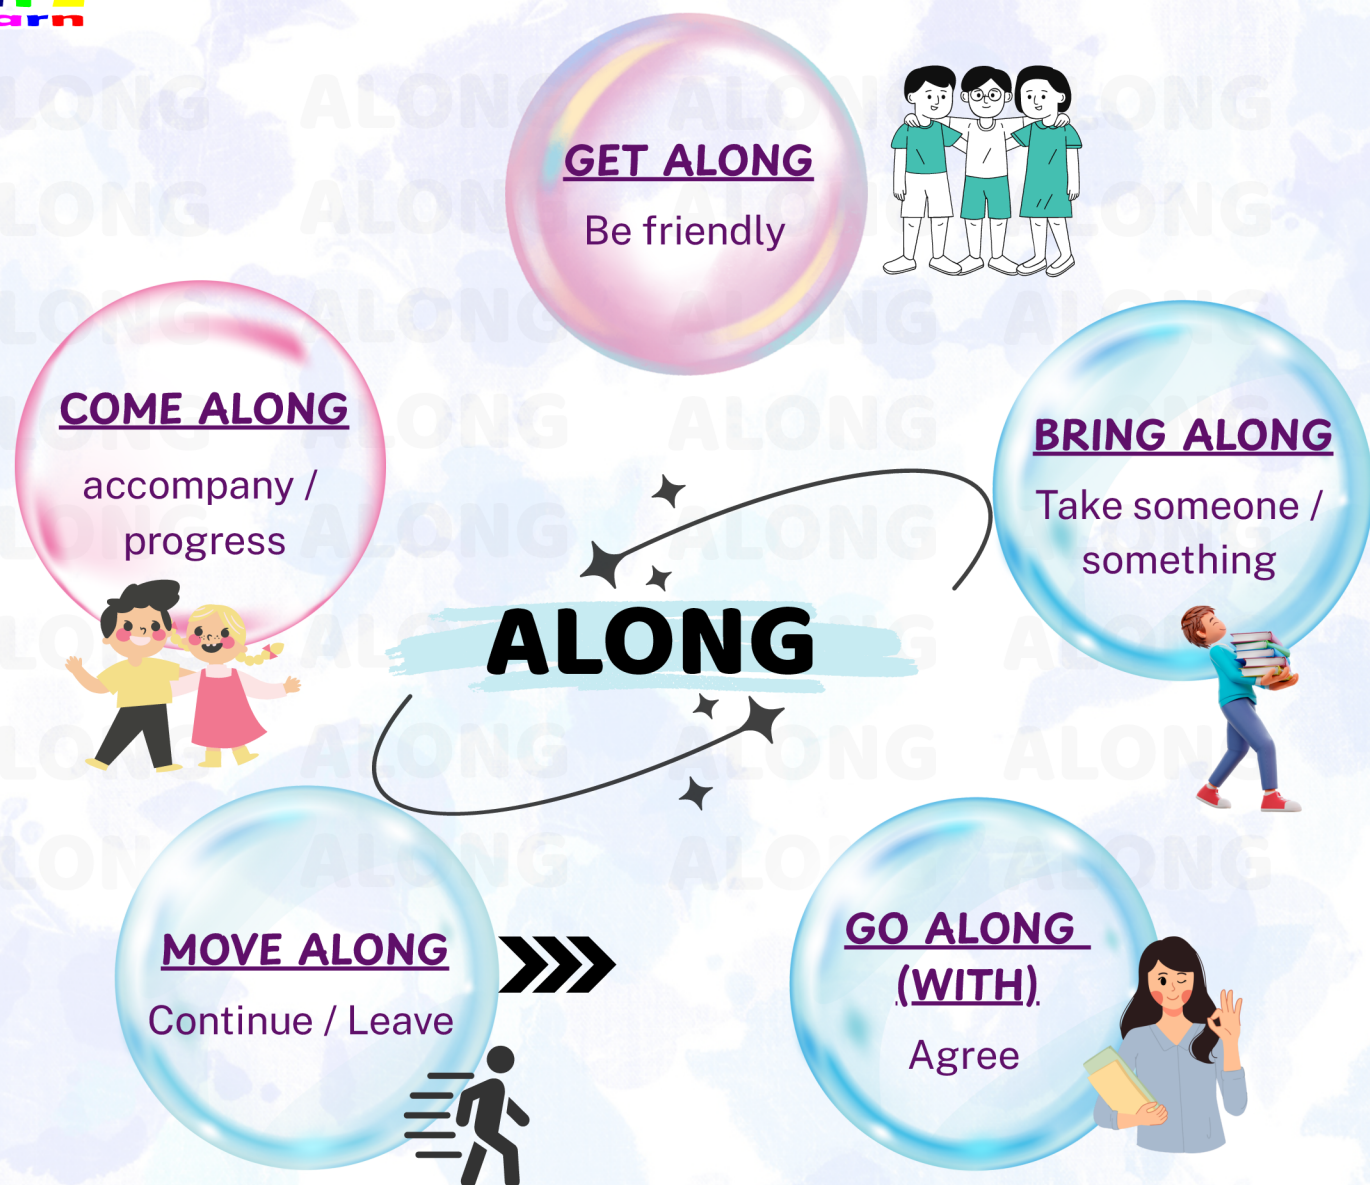 GET ALONG
Be friendly
COME ALONG
accompany /
progress
BRING ALONG
Take someone /
something
ALONG
MOVE ALONG
Continue / Leave
GO ALONG
(WITH)
Agree